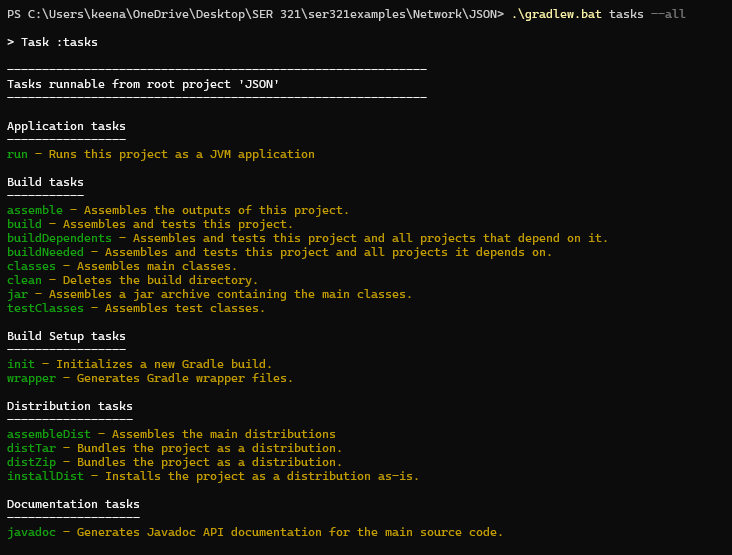 PS C:\Users\keena\OneDrive\Desktop\SER 321\ser321examples\Network\JSON> .\gradlew.bat tasks --all
> Task :tasks
------------------------------------------------------------
Tasks runnable from root project 'JSON'
------------------------------------------------------------
Application tasks
-----------------
run - Runs this project as a JVM application
Build tasks
-----------
assemble - Assembles the outputs of this project.
build - Assembles and tests this project.
buildDependents - Assembles and tests this project and all projects that depend on it.
buildNeeded - Assembles and tests this project and all projects it depends on.
classes - Assembles main classes.
clean - Deletes the build directory.
jar - Assembles a jar archive containing the main classes.
testClasses - Assembles test classes.
Build Setup tasks
-----------------
init - Initializes a new Gradle build.
wrapper - Generates Gradle wrapper files.
Distribution tasks
------------------
assembleDist - Assembles the main distributions
distTar - Bundles the project as a distribution.
distZip - Bundles the project as a distribution.
installDist - Installs the project as a distribution as-is.
Documentation tasks
-------------------
javadoc - Generates Javadoc API documentation for the main source code.